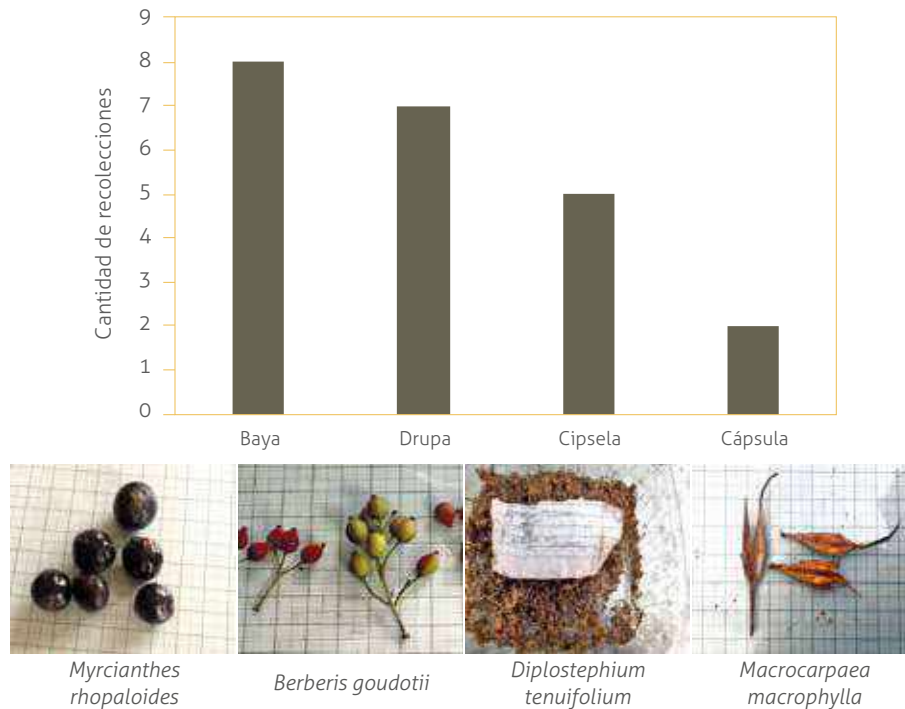 Cantidad de recolecciones
9
8
7
6
5
4
3
2
1
0
Baya Drupa Cipsela Cápsula
Myrcianthes
rhopaloides
Berberis goudotii
Diplostephium
tenuifolium
Macrocarpaea
macrophylla